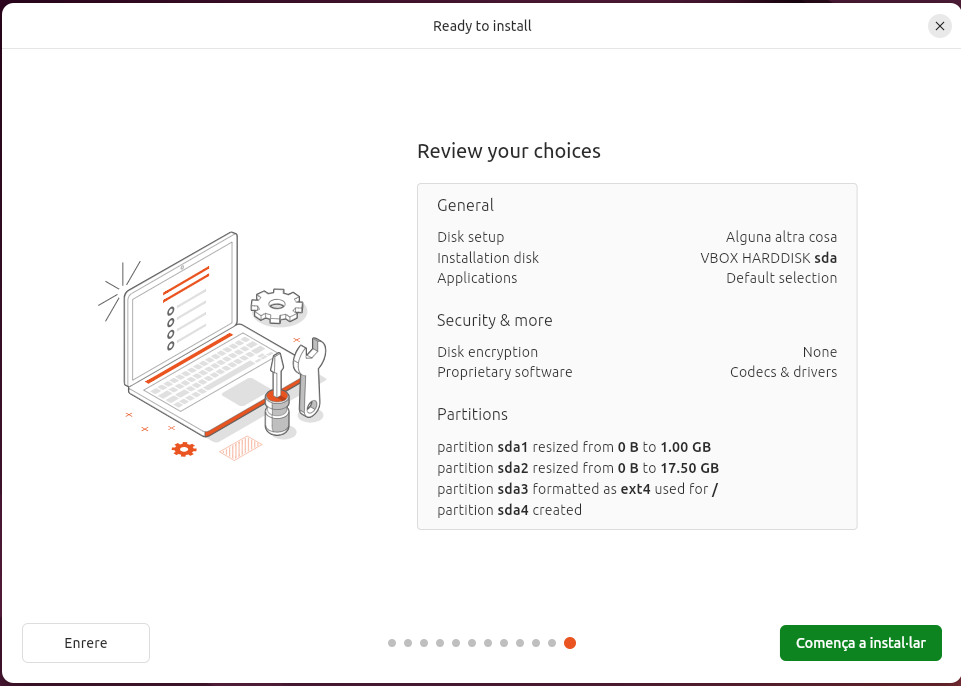 Ready to install
Review your choices
General
Disk setup Alguna altra cosa
Installation disk VBOX HARDDISK sda
Applications Default selection
Security & more
Disk encryption None
Proprietary software Codecs & drivers
Partitions
partition sda1 resized from 0 B to 1.00 GB
partition sda2 resized from 0 B to 17.50 GB
partition sda3 formatted as ext4 used for /
partition sda4 created
Enrere
Comença a instal·lar